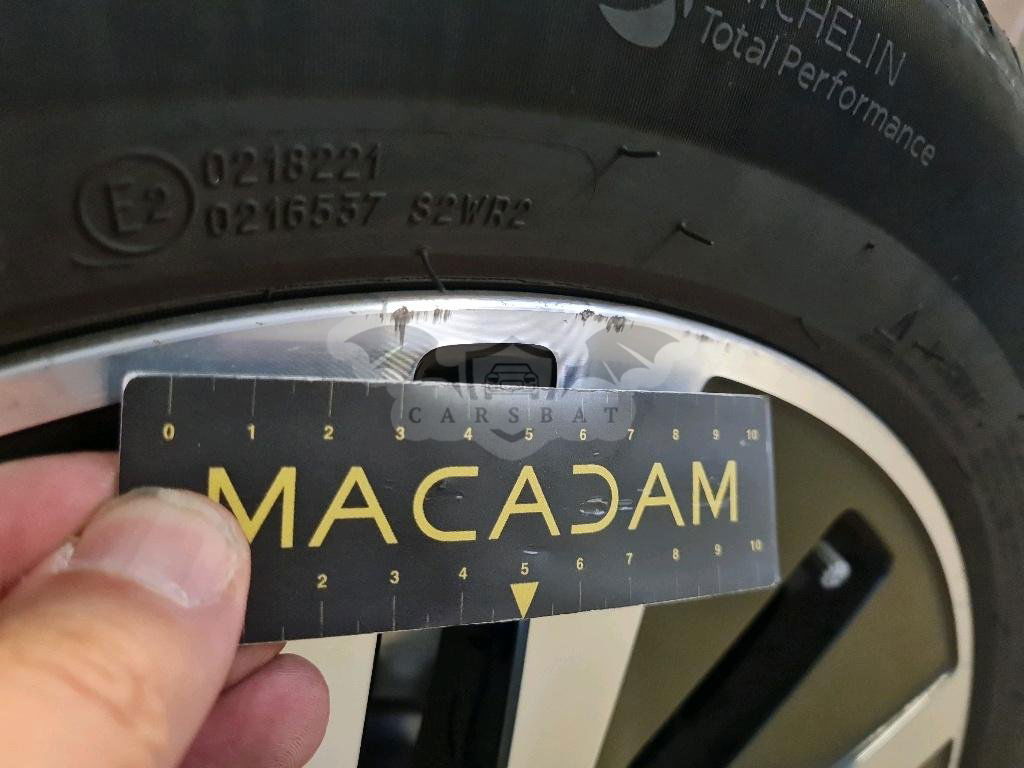 MICHELIN
Total Performance
E2
0218221
0216537 S2WR2
CARSBAT
0 1 2 3 4 5 6 7 8 9 10
MACADAM
2 3 4 5 6 7 8 9 10